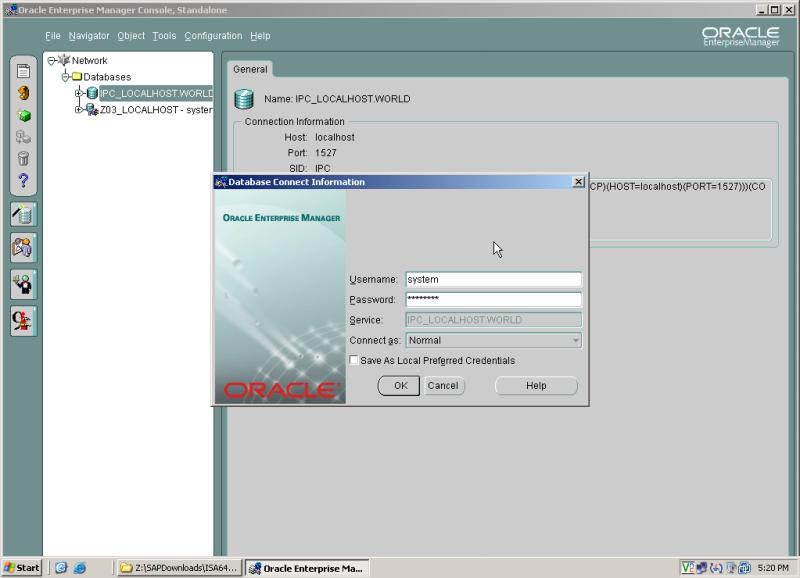 Oracle Enterprise Manager Console, Standalone
File Navigator Object Tools Configuration Help
ORACLE
EnterpriseManager
Network
Databases
IPC_LOCALHOST.WORLD
Z03_LOCALHOST - system
General
Name: IPC_LOCALHOST.WORLD
Connection Information
Host: localhost
Port: 1527
SID: IPC
CP)(HOST=localhost)(PORT=1527)))(CO
Database Connect Information
ORACLE ENTERPRISE MANAGER
Username: system
Password: ********
Service: IPC_LOCALHOST.WORLD
Connect as: Normal
Save As Local Preferred Credentials
OK Cancel Help
ORACLE
Start Z:\SAPDownloads\ISA64... Oracle Enterprise Ma... 5:20 PM